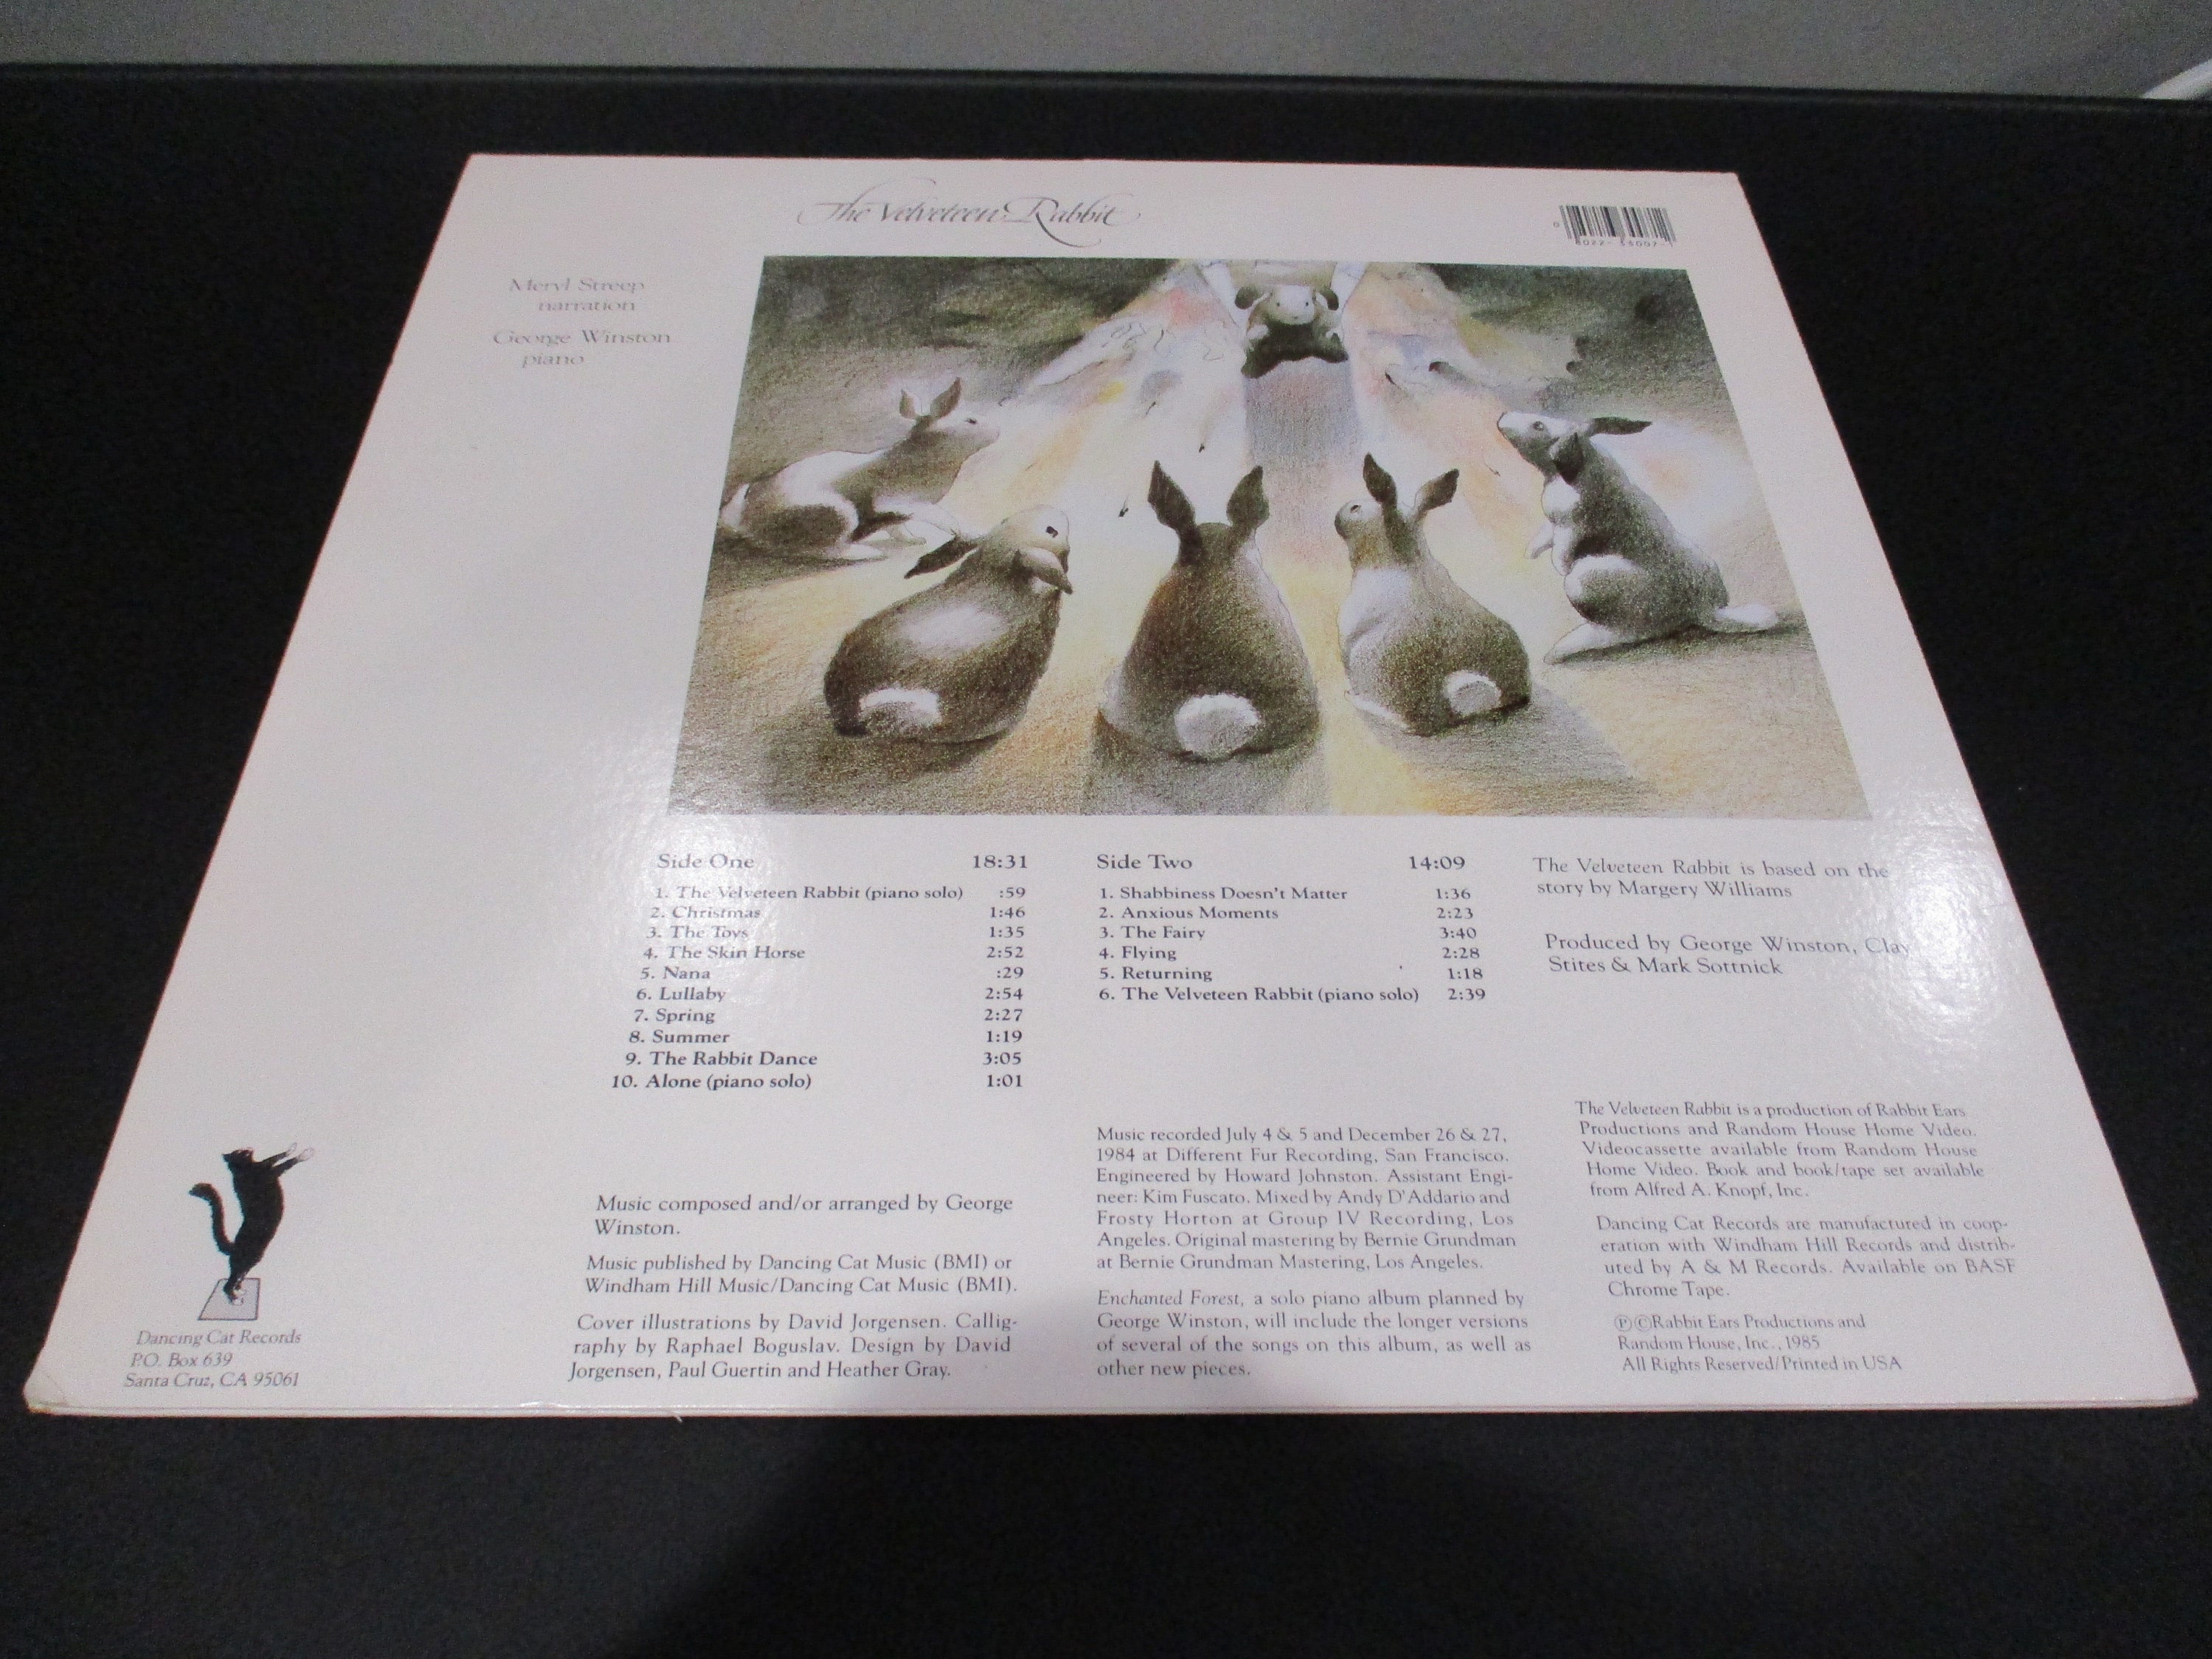 The Velveteen Rabbit
Meryl Streep
narration
George Winston
piano
Side One 18:31
1. The Velveteen Rabbit (piano solo) :59
2. Christmas 1:46
3. The Toys 1:35
4. The Skin Horse 2:52
5. Nana :29
6. Lullaby 2:54
7. Spring 2:27
8. Summer 1:19
9. The Rabbit Dance 3:05
10. Alone (piano solo) 1:01
Side Two 14:09
1. Shabbiness Doesn't Matter 1:36
2. Anxious Moments 2:23
3. The Fairy 3:40
4. Flying 2:28
5. Returning 1:18
6. The Velveteen Rabbit (piano solo) 2:39
The Velveteen Rabbit is based on the
story by Margery Williams
Produced by George Winston, Clay
Stites & Mark Sottnick
Dancing Cat Records
P.O. Box 639
Santa Cruz, CA 95061
Music composed and/or arranged by George
Winston.
Music published by Dancing Cat Music (BMI) or
Windham Hill Music/Dancing Cat Music (BMI).
Cover illustrations by David Jorgensen. Callig-
raphy by Raphael Boguslav. Design by David
Jorgensen, Paul Guertin and Heather Gray.
Music recorded July 4 & 5 and December 26 & 27,
1984 at Different Fur Recording, San Francisco.
Engineered by Howard Johnston. Assistant Engi-
neer: Kim Fuscato. Mixed by Andy D'Addario and
Frosty Horton at Group IV Recording, Los
Angeles. Original mastering by Bernie Grundman
at Bernie Grundman Mastering, Los Angeles.
Enchanted Forest, a solo piano album planned by
George Winston, will include the longer versions
of several of the songs on this album, as well as
other new pieces.
The Velveteen Rabbit is a production of Rabbit Ears
Productions and Random House Home Video.
Videocassette available from Random House
Home Video. Book and book/tape set available
from Alfred A. Knopf, Inc.
Dancing Cat Records are manufactured in coop-
eration with Windham Hill Records and distrib-
uted by A & M Records. Available on BASF
Chrome Tape.
℗©Rabbit Ears Productions and
Random House, Inc., 1985
All Rights Reserved/Printed in USA